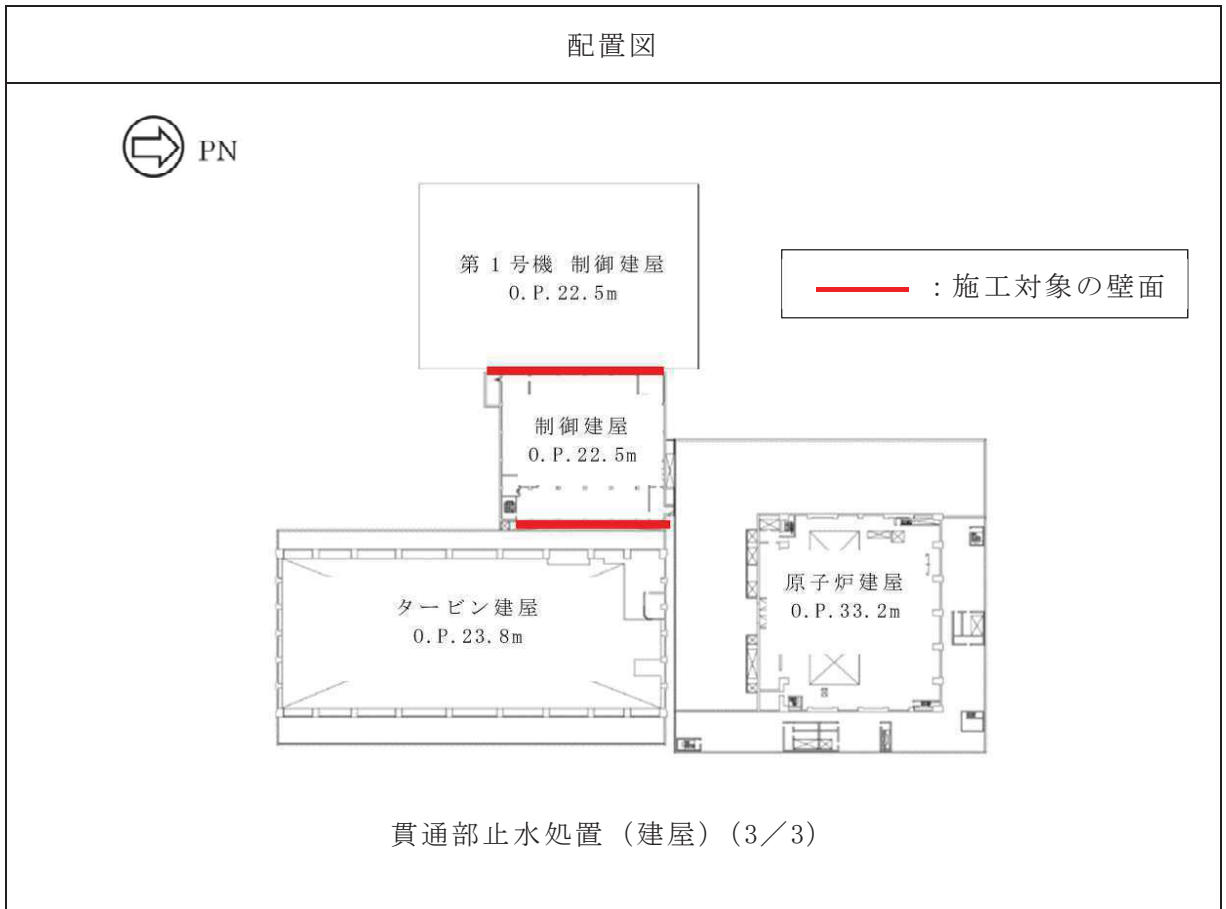 配置図
PN
第1号機 制御建屋
O.P.22.5m
:施工対象の壁面
制御建屋
O.P.22.5m
原子炉建屋
O.P.33.2m
タービン建屋
O.P.23.8m
貫通部止水処置(建屋)(3/3)